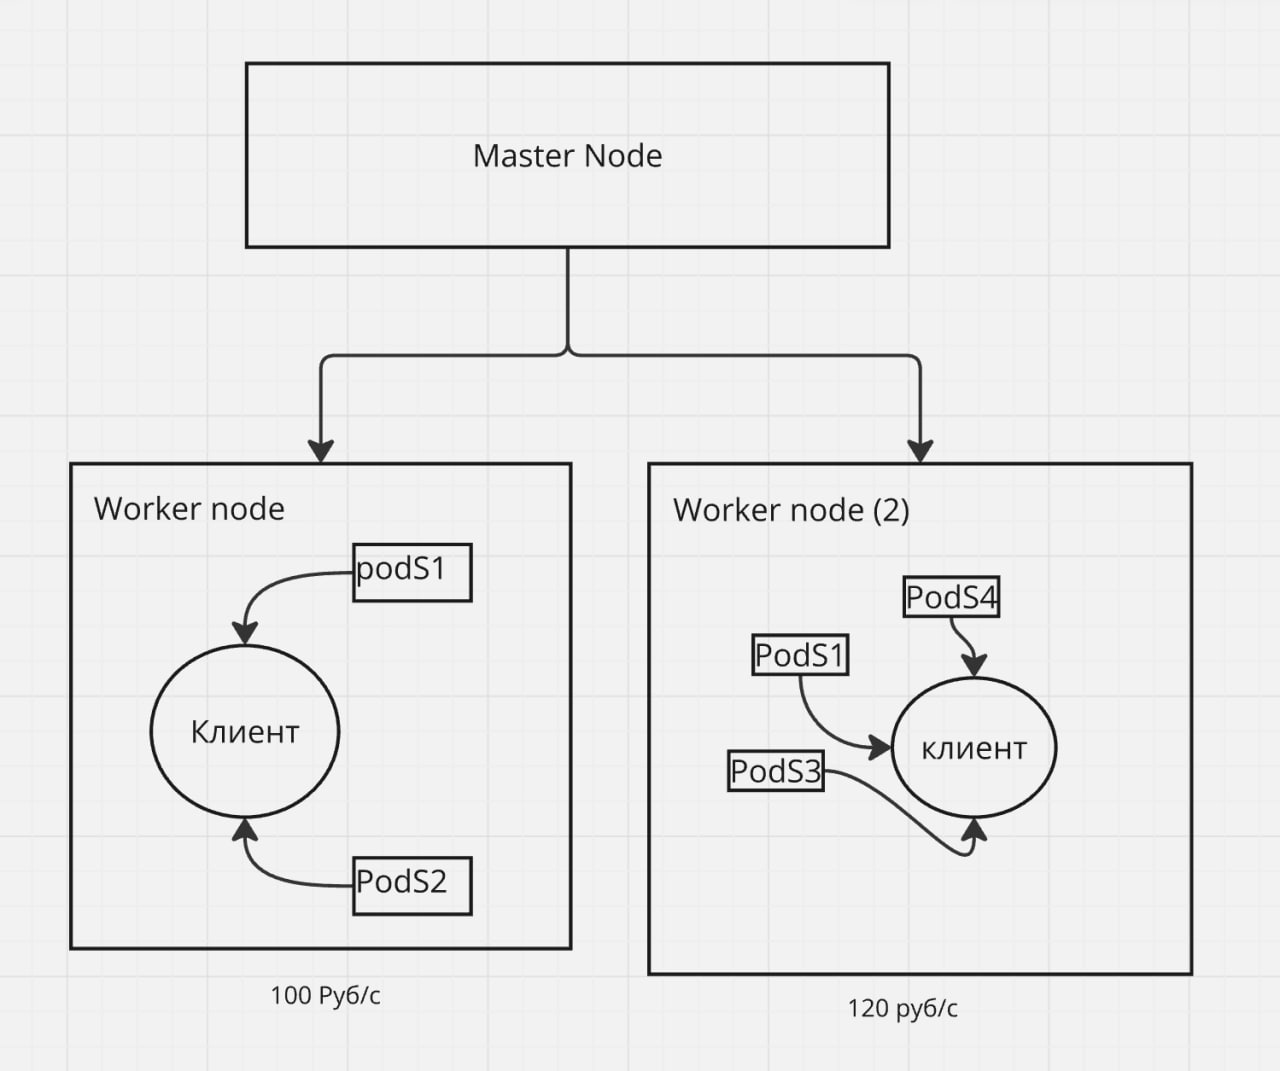 Master Node
Worker node
podS1
Клиент
PodS2
100 Руб/с
Worker node (2)
PodS4
PodS1
клиент
PodS3
120 руб/с